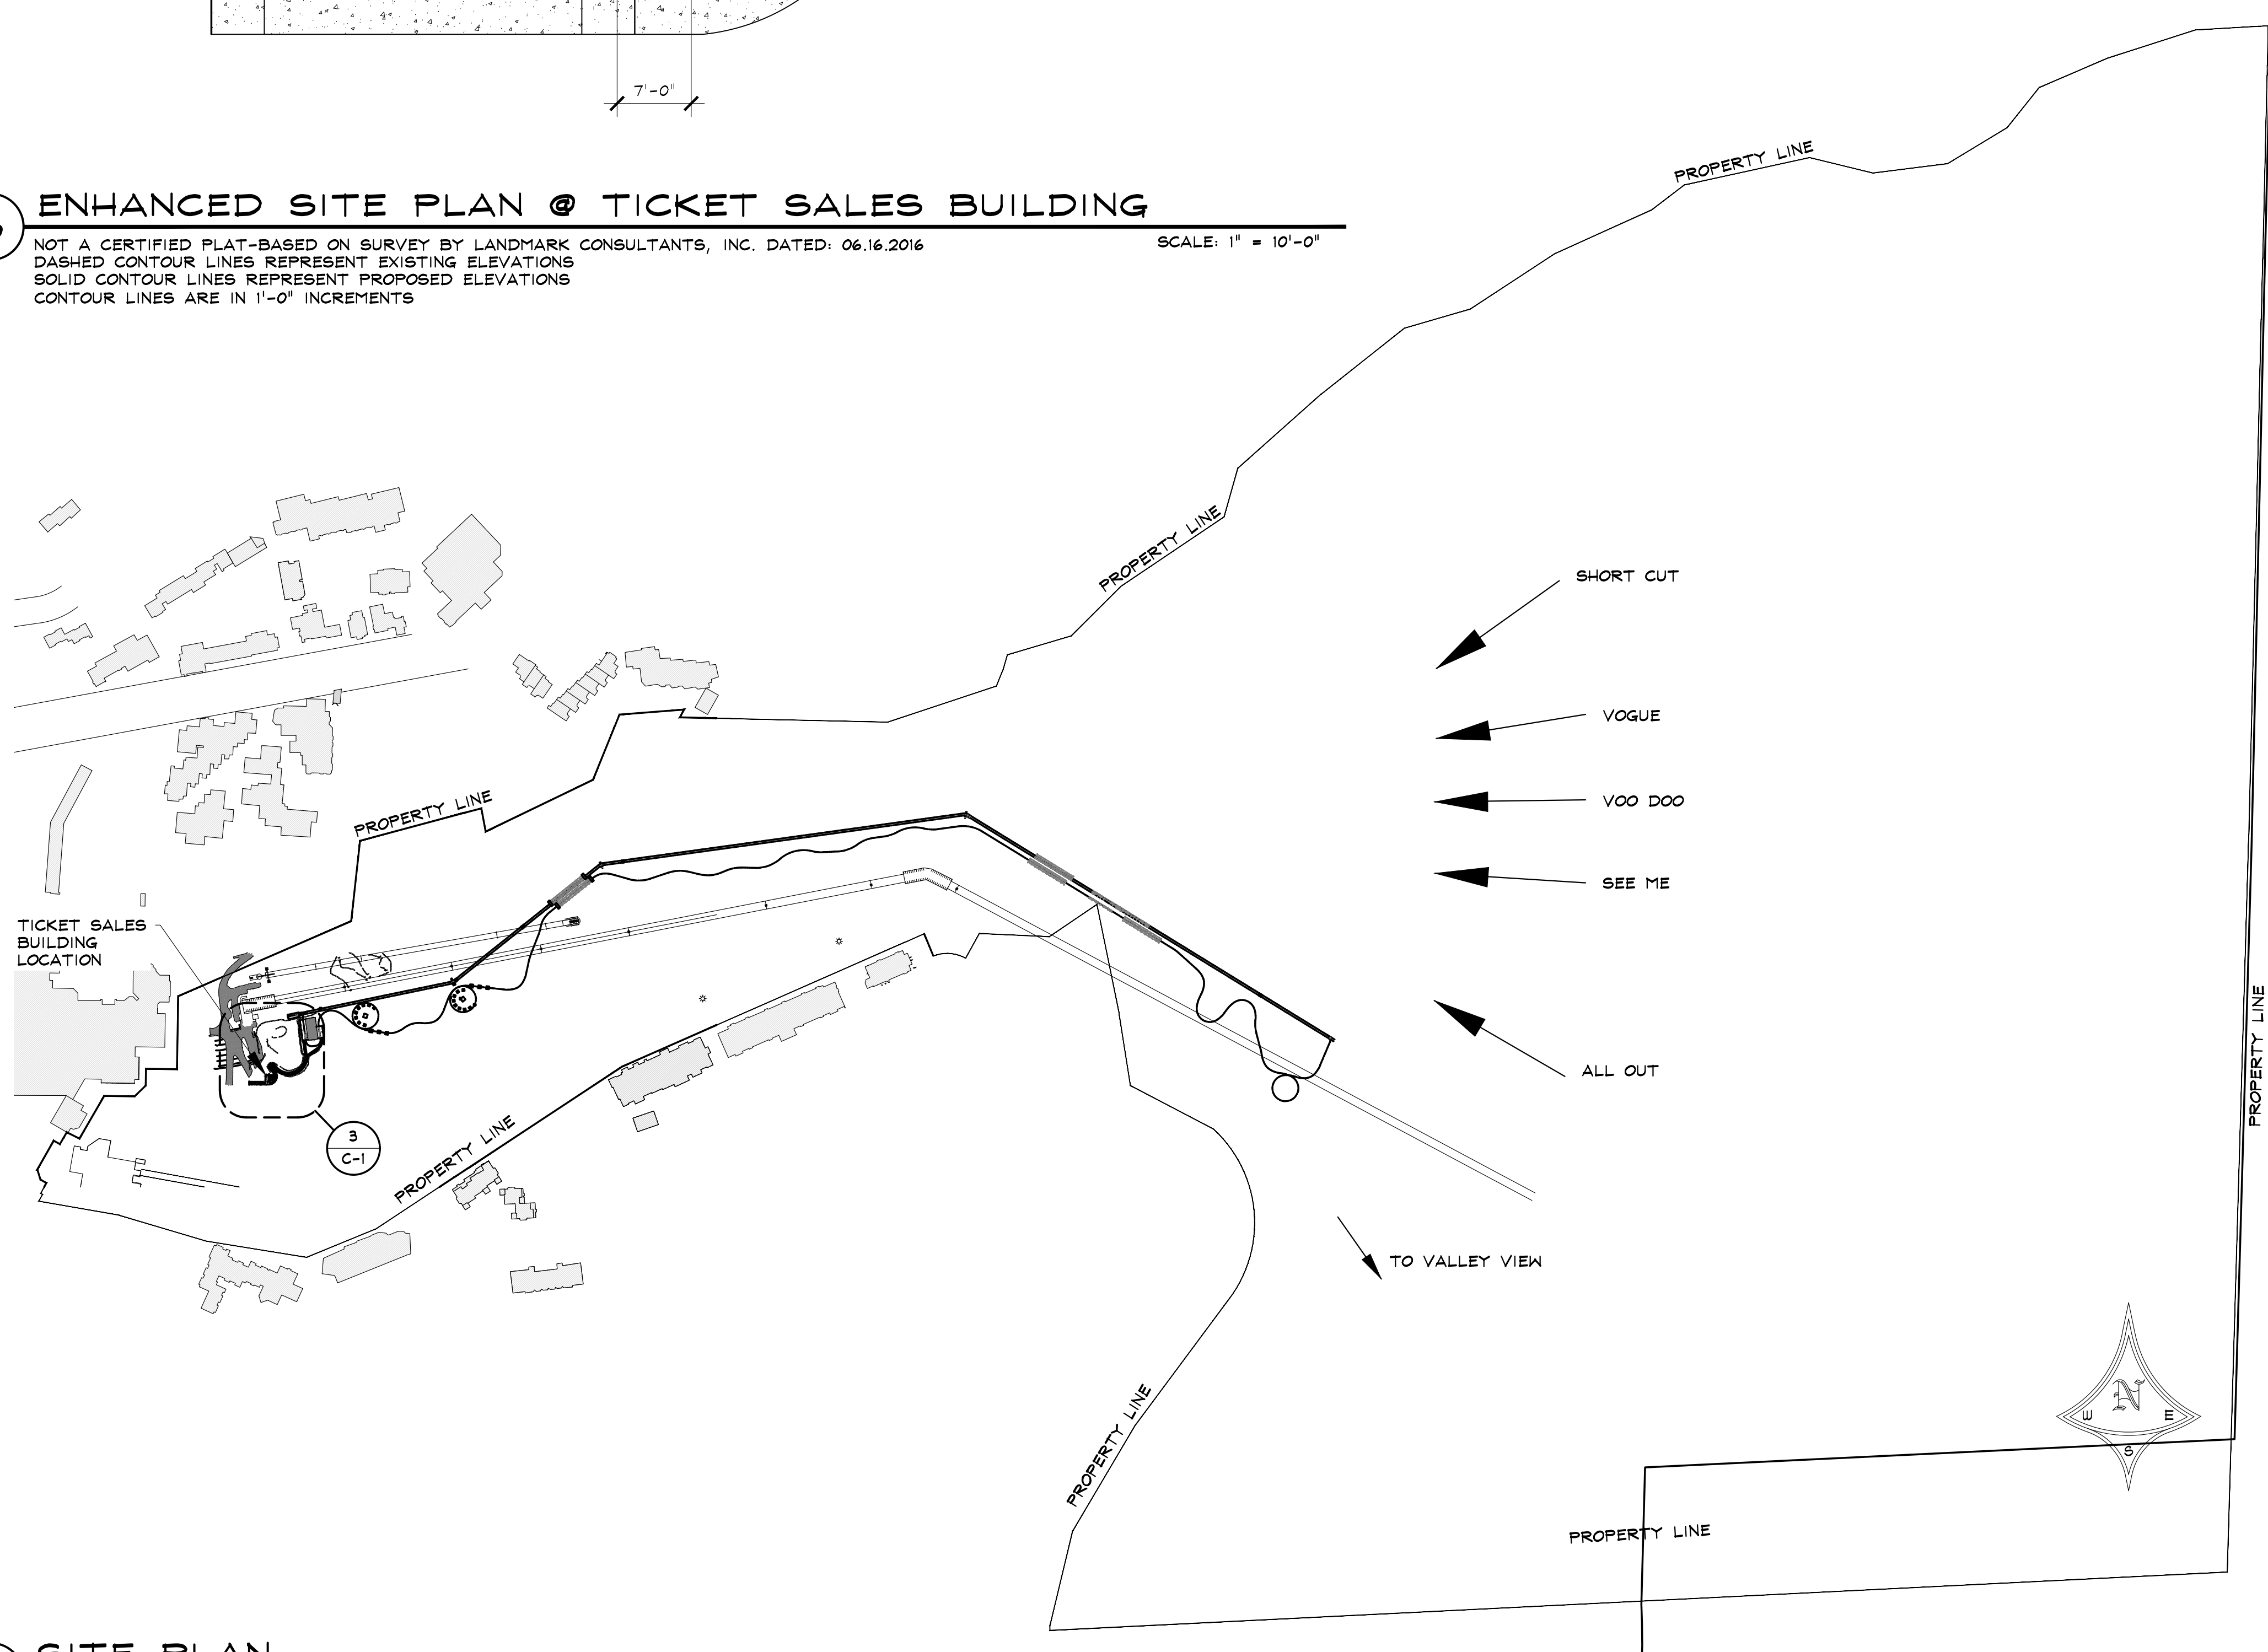 7'-0"
ENHANCED SITE PLAN @ TICKET SALES BUILDING
NOT A CERTIFIED PLAT-BASED ON SURVEY BY LANDMARK CONSULTANTS, INC. DATED: 06.16.2016
SCALE: 1" = 10'-0"
DASHED CONTOUR LINES REPRESENT EXISTING ELEVATIONS
SOLID CONTOUR LINES REPRESENT PROPOSED ELEVATIONS
CONTOUR LINES ARE IN 1'-0" INCREMENTS
PROPERTY LINE
PROPERTY LINE
SHORT CUT
VOGUE
VOO DOO
PROPERTY LINE
SEE ME
TICKET SALES
BUILDING
LOCATION
PROPERTY LINE
ALL OUT
3
C-1
PROPERTY LINE
TO VALLEY VIEW
N
W
E
S
PROPERTY LINE
PROPERTY LINE
SITE PLAN